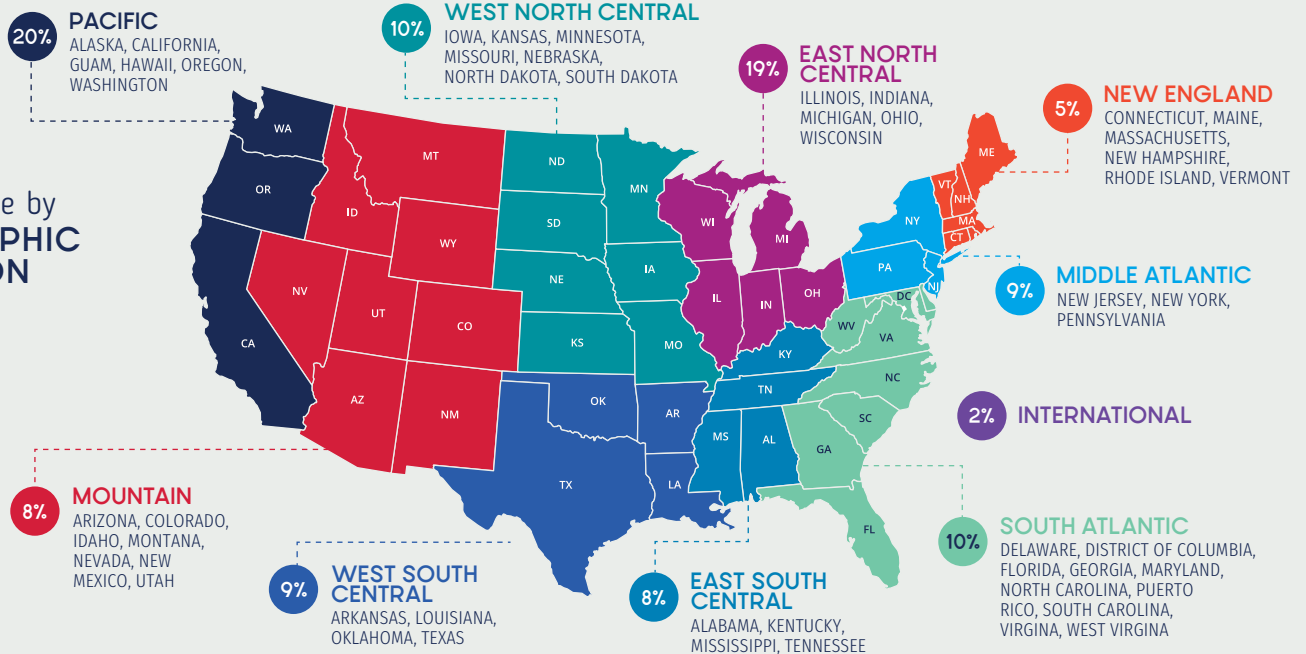 20%
PACIFIC
ALASKA, CALIFORNIA,
GUAM, HAWAII, OREGON,
WASHINGTON
10%
WEST NORTH CENTRAL
IOWA, KANSAS, MINNESOTA,
MISSOURI, NEBRASKA,
NORTH DAKOTA, SOUTH DAKOTA
19%
EAST NORTH
CENTRAL
ILLINOIS, INDIANA,
MICHIGAN, OHIO,
WISCONSIN
5%
NEW ENGLAND
CONNECTICUT, MAINE,
MASSACHUSETTS,
NEW HAMPSHIRE,
RHODE ISLAND, VERMONT
e by
PHIC
ON
WA
OR
CA
MT
ID
WY
NV
UT
CO
AZ
NM
ND
SD
NE
KS
MN
IA
MO
WI
MI
IL
IN
OH
OK
TX
AR
LA
KY
TN
MS
AL
NY
PA
NJ
ME
VT
NH
MA
CT
DC
WV
VA
NC
SC
GA
FL
9%
MIDDLE ATLANTIC
NEW JERSEY, NEW YORK,
PENNSYLVANIA
2%
INTERNATIONAL
8%
MOUNTAIN
ARIZONA, COLORADO,
IDAHO, MONTANA,
NEVADA, NEW
MEXICO, UTAH
9%
WEST SOUTH
CENTRAL
ARKANSAS, LOUISIANA,
OKLAHOMA, TEXAS
8%
EAST SOUTH
CENTRAL
ALABAMA, KENTUCKY,
MISSISSIPPI, TENNESSEE
10%
SOUTH ATLANTIC
DELAWARE, DISTRICT OF COLUMBIA,
FLORIDA, GEORGIA, MARYLAND,
NORTH CAROLINA, PUERTO
RICO, SOUTH CAROLINA,
VIRGINA, WEST VIRGINA